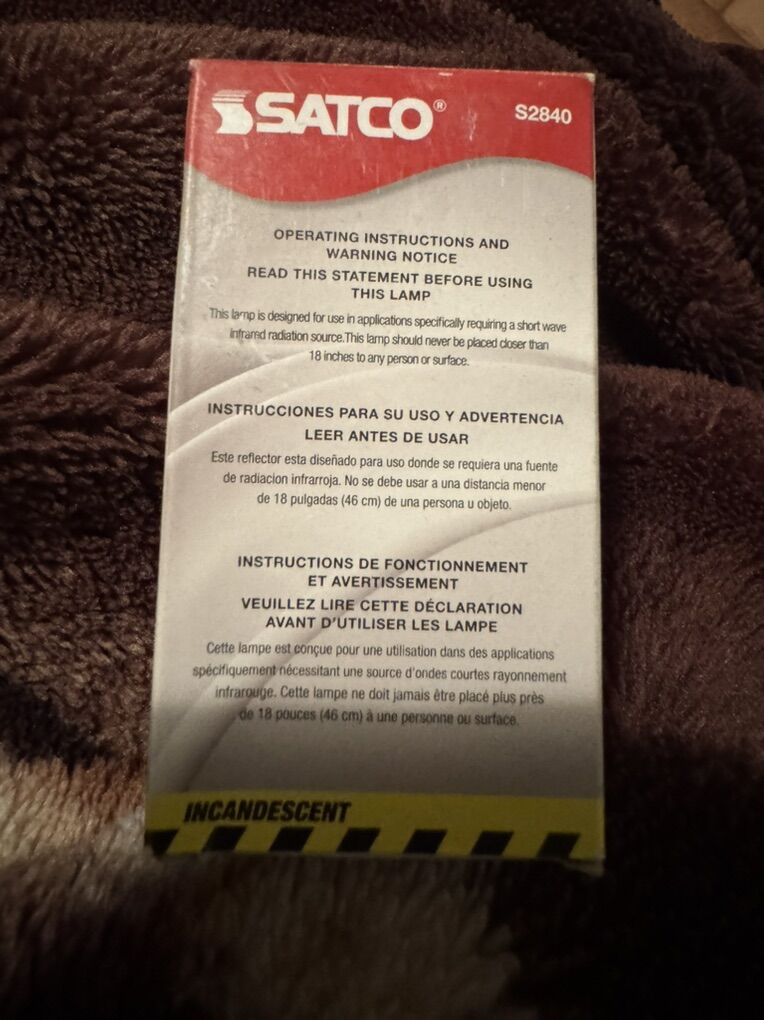 SATCO®
S2840
OPERATING INSTRUCTIONS AND
WARNING NOTICE
READ THIS STATEMENT BEFORE USING
THIS LAMP
This lamp is designed for use in applications specifically requiring a short wave
infrared radiation source.This lamp should never be placed closer than
18 inches to any person or surface.
INSTRUCCIONES PARA SU USO Y ADVERTENCIA
LEER ANTES DE USAR
Este reflector esta diseñado para uso donde se requiera una fuente
de radiacion infrarroja. No se debe usar a una distancia menor
de 18 pulgadas (46 cm) de una persona u objeto.
INSTRUCTIONS DE FONCTIONNEMENT
ET AVERTISSEMENT
VEUILLEZ LIRE CETTE DÉCLARATION
AVANT D'UTILISER LES LAMPE
Cette lampe est conçue pour une utilisation dans des applications
spécifiquement nécessitant une source d'ondes courtes rayonnement
infrarouge. Cette lampe ne doit jamais être placé plus près
de 18 pouces (46 cm) à une personne ou surface.
INCANDESCENT